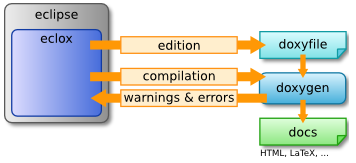 eclipse
eclox
edition
doxyfile
compilation
doxygen
warnings & errors
docs
HTML, LaTeX, ...